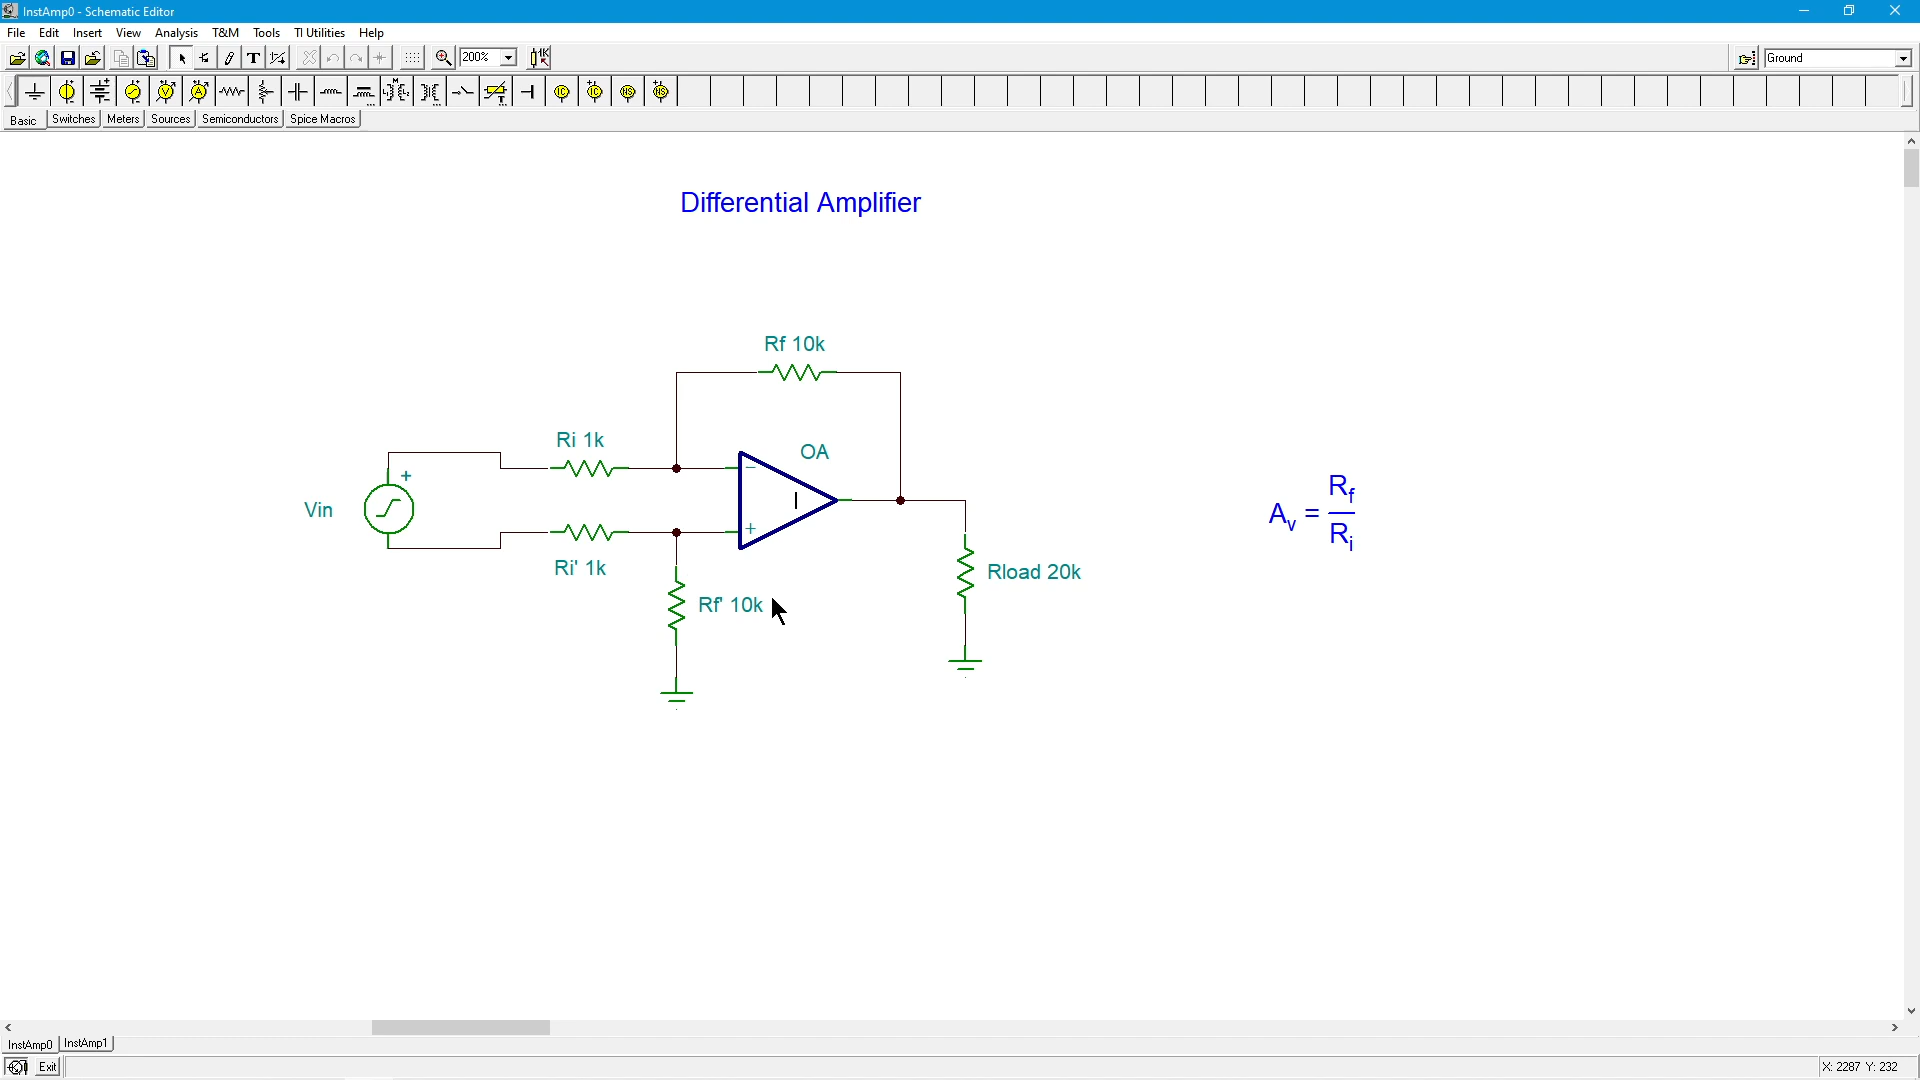 InstAmp0 - Schematic Editor
File Edit Insert View Analysis T&M Tools TI Utilities Help
200%
Ground
Basic Switches Meters Sources Semiconductors Spice Macros
Differential Amplifier
Rf 10k
Ri 1k
OA
+
−
Vin
I
+
Ri' 1k
Rf' 10k
Rload 20k
Av = Rf
Ri
InstAmp0 InstAmp1
Exit
X: 2287 Y: 232